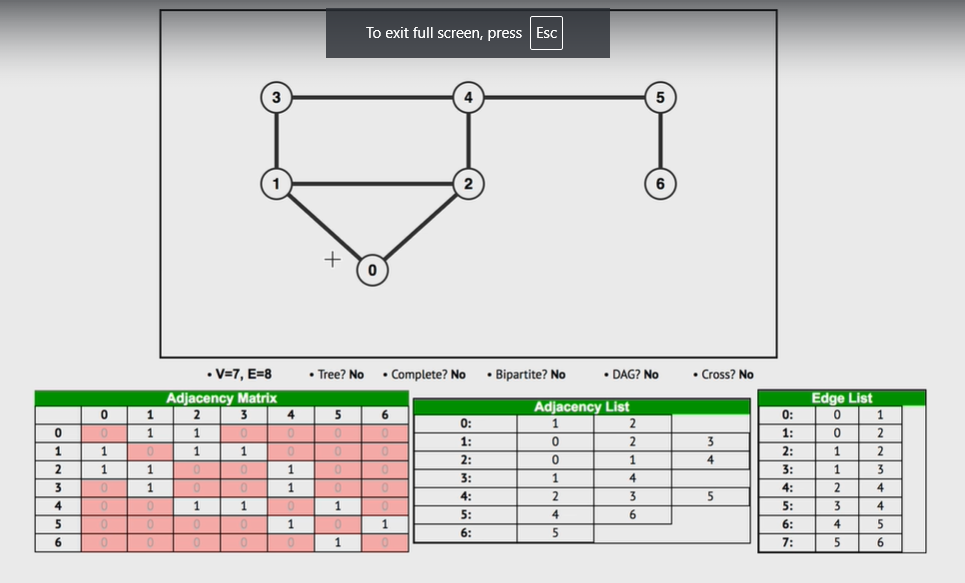 To exit full screen, press Esc
3 4 5
1 2 6
0
• V=7, E=8 • Tree? No • Complete? No • Bipartite? No • DAG? No • Cross? No
Adjacency Matrix
0 1 2 3 4 5 6
0 0 1 1 0 0 0 0
1 1 0 1 1 0 0 0
2 1 1 0 0 1 0 0
3 0 1 0 0 1 0 0
4 0 0 1 1 0 1 0
5 0 0 0 0 1 0 1
6 0 0 0 0 0 1 0
Adjacency List
0: 1 2
1: 0 2 3
2: 0 1 4
3: 1 4
4: 2 3 5
5: 4 6
6: 5
Edge List
0: 0 1
1: 0 2
2: 1 2
3: 1 3
4: 2 4
5: 3 4
6: 4 5
7: 5 6